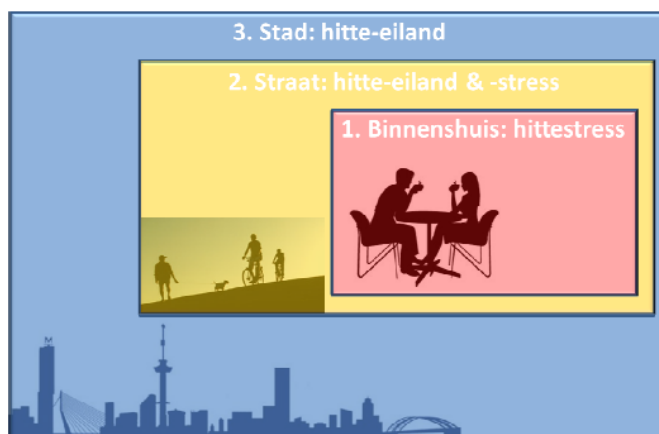 3. Stad: hitte-eiland
2. Straat: hitte-eiland & -stress
1. Binnenshuis: hittestress